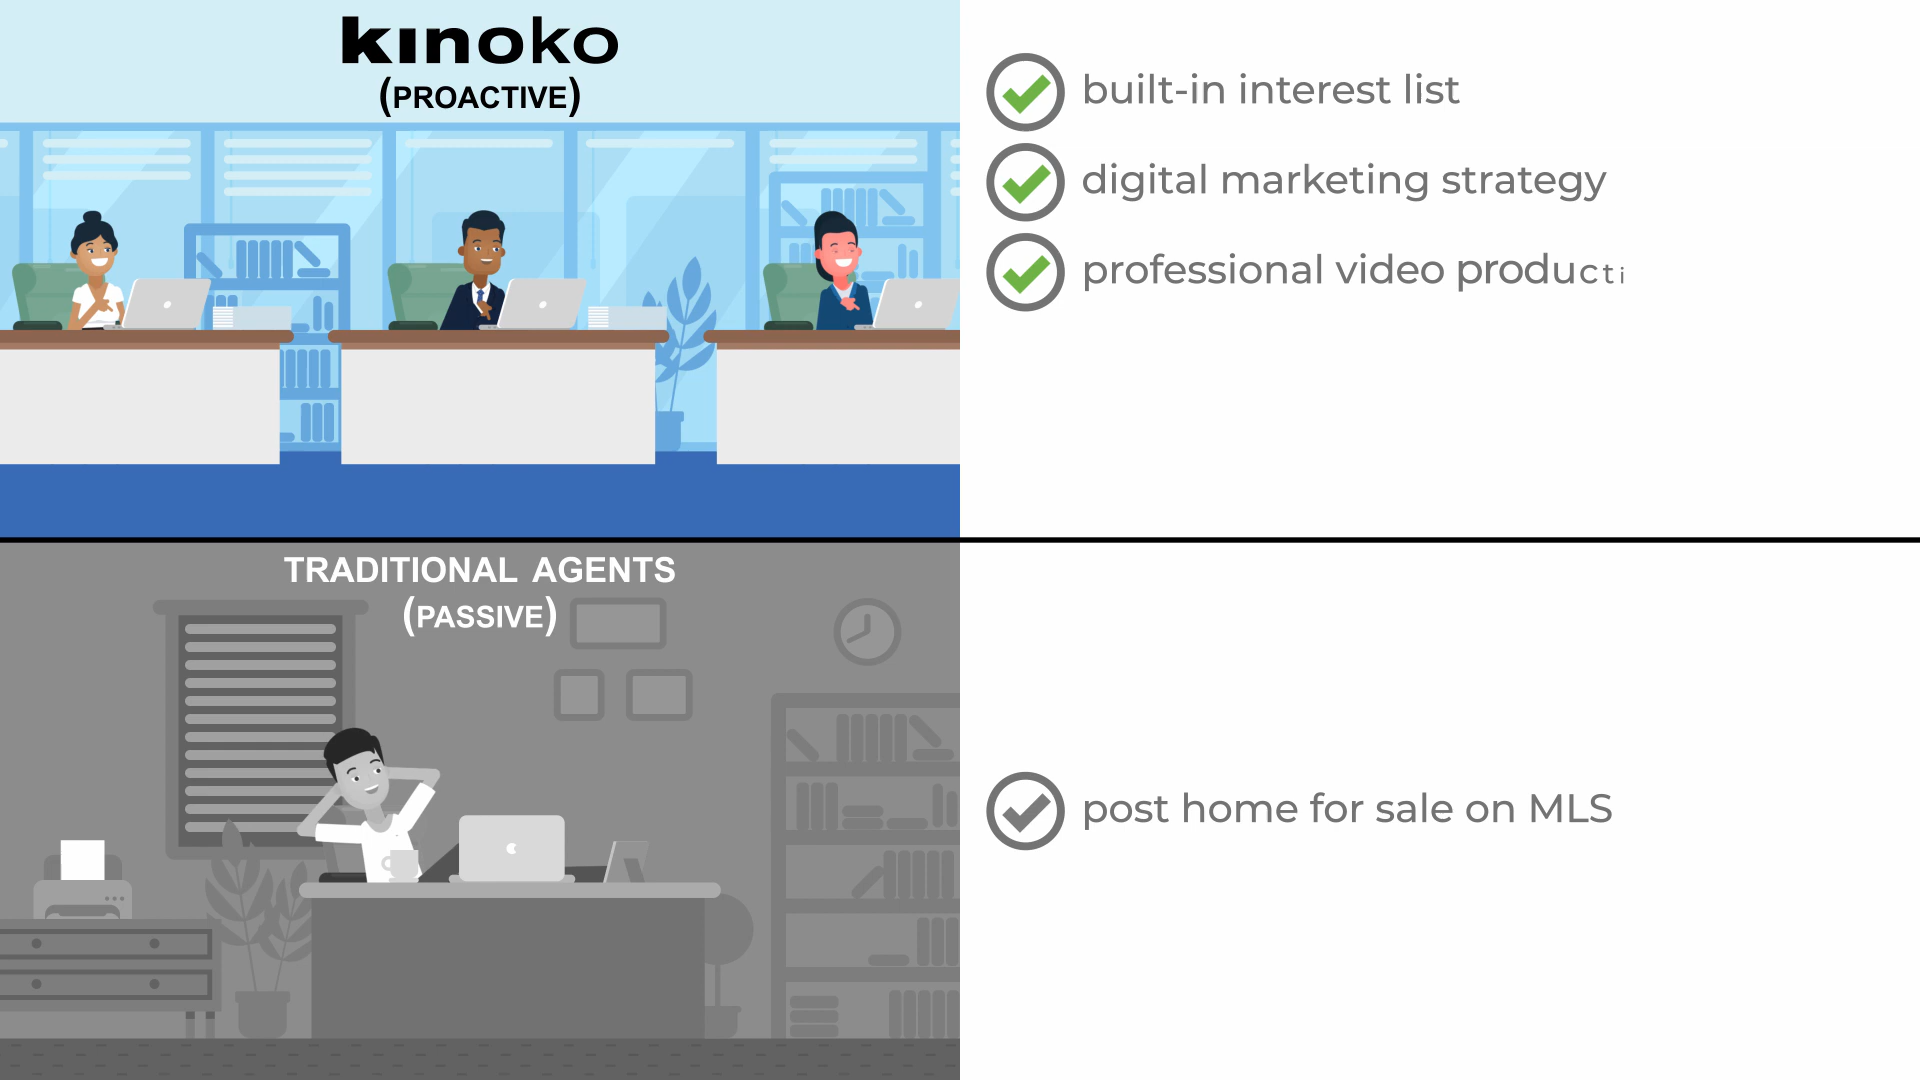 kinoko
(PROACTIVE)
built-in interest list
digital marketing strategy
professional video producti
TRADITIONAL AGENTS
(PASSIVE)
post home for sale on MLS